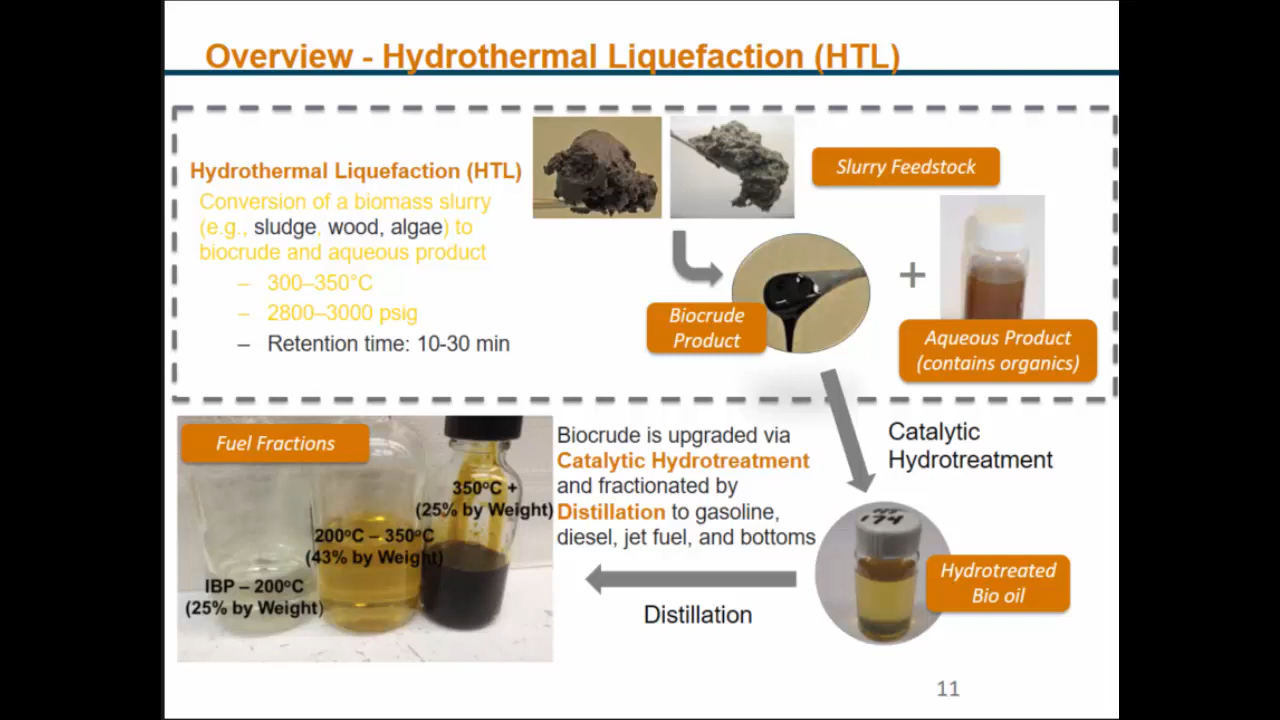 Overview - Hydrothermal Liquefaction (HTL)
Hydrothermal Liquefaction (HTL)
Conversion of a biomass slurry
(e.g., sludge, wood, algae) to
biocrude and aqueous product
– 300–350°C
– 2800–3000 psig
– Retention time: 10-30 min
Slurry Feedstock
Biocrude
Product
+
Aqueous Product
(contains organics)
Catalytic
Hydrotreatment
Fuel Fractions
350°C +
(25% by Weight)
200°C – 350°C
(43% by Weight)
IBP – 200°C
(25% by Weight)
Biocrude is upgraded via
Catalytic Hydrotreatment
and fractionated by
Distillation to gasoline,
diesel, jet fuel, and bottoms
Distillation
174
Hydrotreated
Bio oil
11